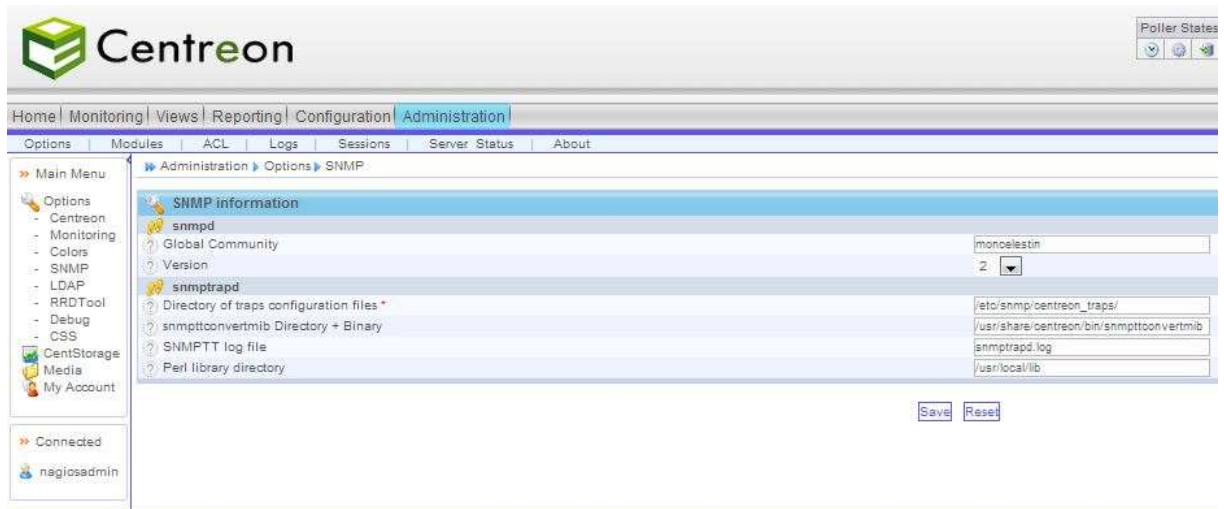 Centreon
Poller States
Home | Monitoring | Views | Reporting | Configuration | Administration
Options | Modules | ACL | Logs | Sessions | Server Status | About
Main Menu
Options
- Centreon
- Monitoring
- Colors
- SNMP
- LDAP
- RRDTool
- Debug
- CSS
CentStorage
Media
My Account
Connected
nagiosadmin
Administration Options SNMP
SNMP information
snmpd
? Global Community moncelestin
? Version 2
snmptrapd
? Directory of traps configuration files * /etc/snmp/centreon_traps/
? snmpttconvertmib Directory + Binary /usr/share/centreon/bin/snmpttconvertmib
? SNMPTT log file snmptrapd.log
? Perl library directory /usr/local/lib
Save Reset